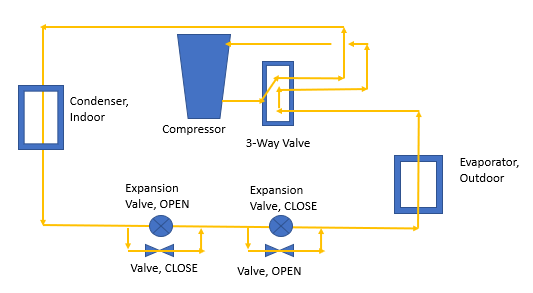 Condenser,
Indoor
Compressor
3-Way Valve
Evaporator,
Outdoor
Expansion
Valve, OPEN
Expansion
Valve, CLOSE
Valve, CLOSE
Valve, OPEN